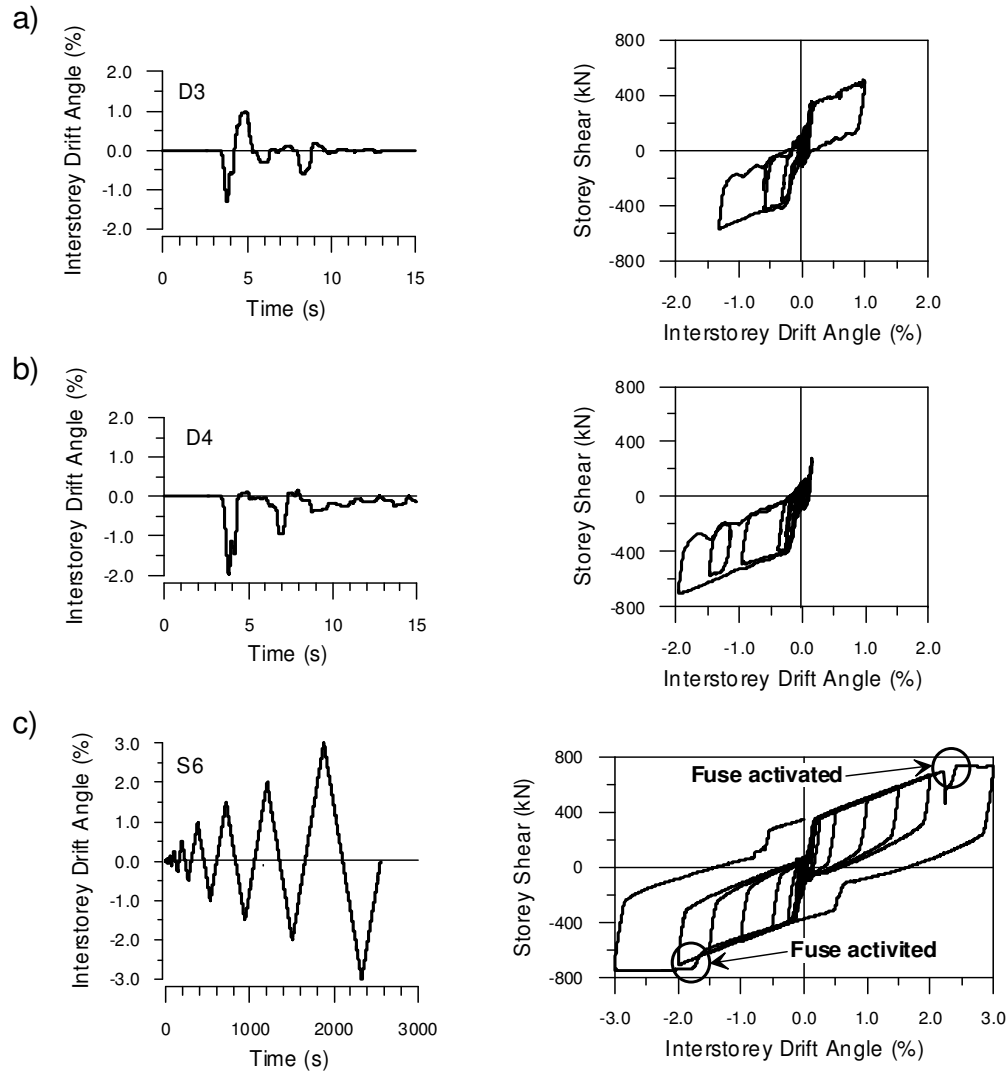 a)
Interstorey Drift Angle (%)
2.0
1.0
0.0
-1.0
-2.0
D3
0 5 10 15
Time (s)
Storey Shear (kN)
800
400
0
-400
-800
-2.0 -1.0 0.0 1.0 2.0
Interstorey Drift Angle (%)
b)
Interstorey Drift Angle (%)
2.0
1.0
0.0
-1.0
-2.0
D4
0 5 10 15
Time (s)
Storey Shear (kN)
800
400
0
-400
-800
-2.0 -1.0 0.0 1.0 2.0
Interstorey Drift Angle (%)
c)
Interstorey Drift Angle (%)
3.0
2.0
1.0
0.0
-1.0
-2.0
-3.0
S6
0 1000 2000 3000
Time (s)
Storey Shear (kN)
800
400
0
-400
-800
Fuse activated
Fuse activited
-3.0 -2.0 -1.0 0.0 1.0 2.0 3.0
Interstorey Drift Angle (%)